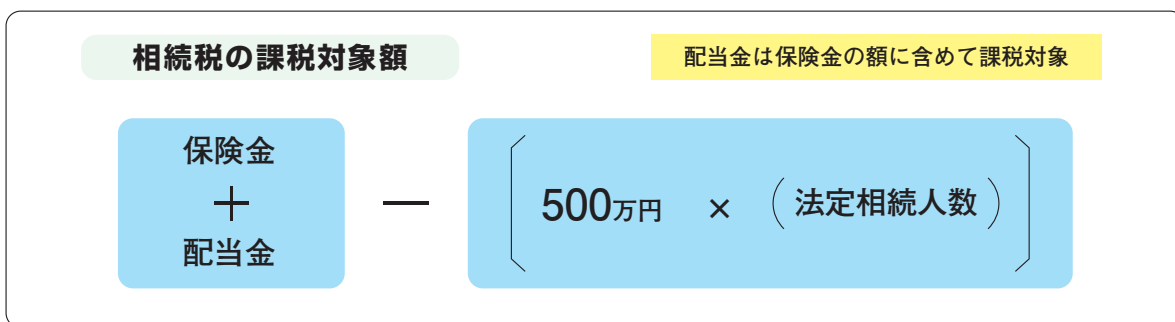 相続税の課税対象額
配当金は保険金の額に含めて課税対象
保険金
＋
配当金
−
〔500万円 × （法定相続人数）〕